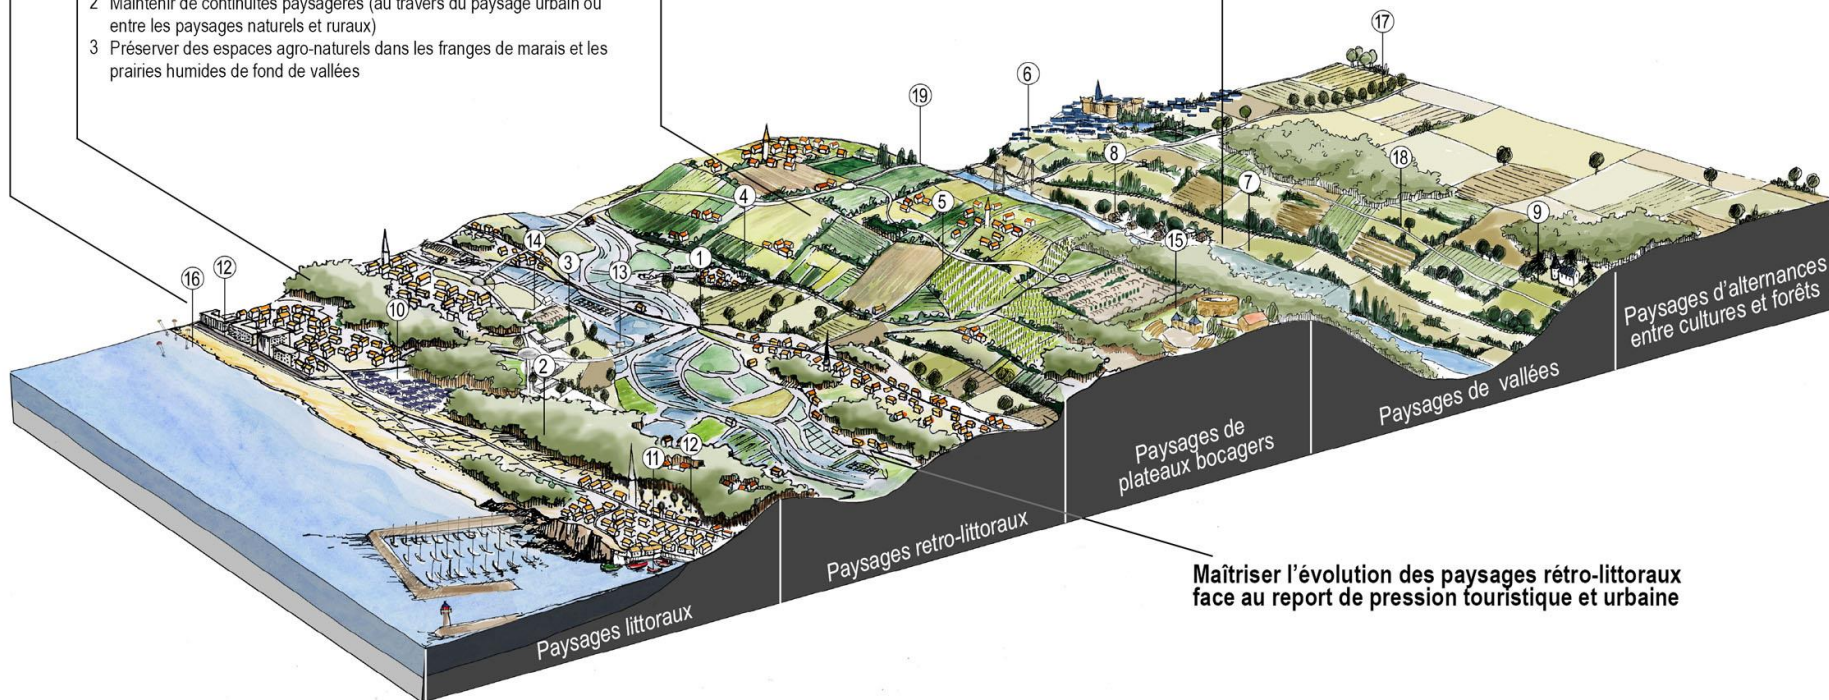 2 Maintenir de continuités paysagères (au travers du paysage urbain ou
entre les paysages naturels et ruraux)
3 Préserver des espaces agro-naturels dans les franges de marais et les
prairies humides de fond de vallées
17
6
19
8
18
7
4
5
9
14
3
13
1
15
16
12
10
2
11
12
Paysages d'alternances
entre cultures et forêts
Paysages de vallées
Paysages de
plateaux bocagers
Paysages retro-littoraux
Paysages littoraux
Maîtriser l'évolution des paysages rétro-littoraux
face au report de pression touristique et urbaine